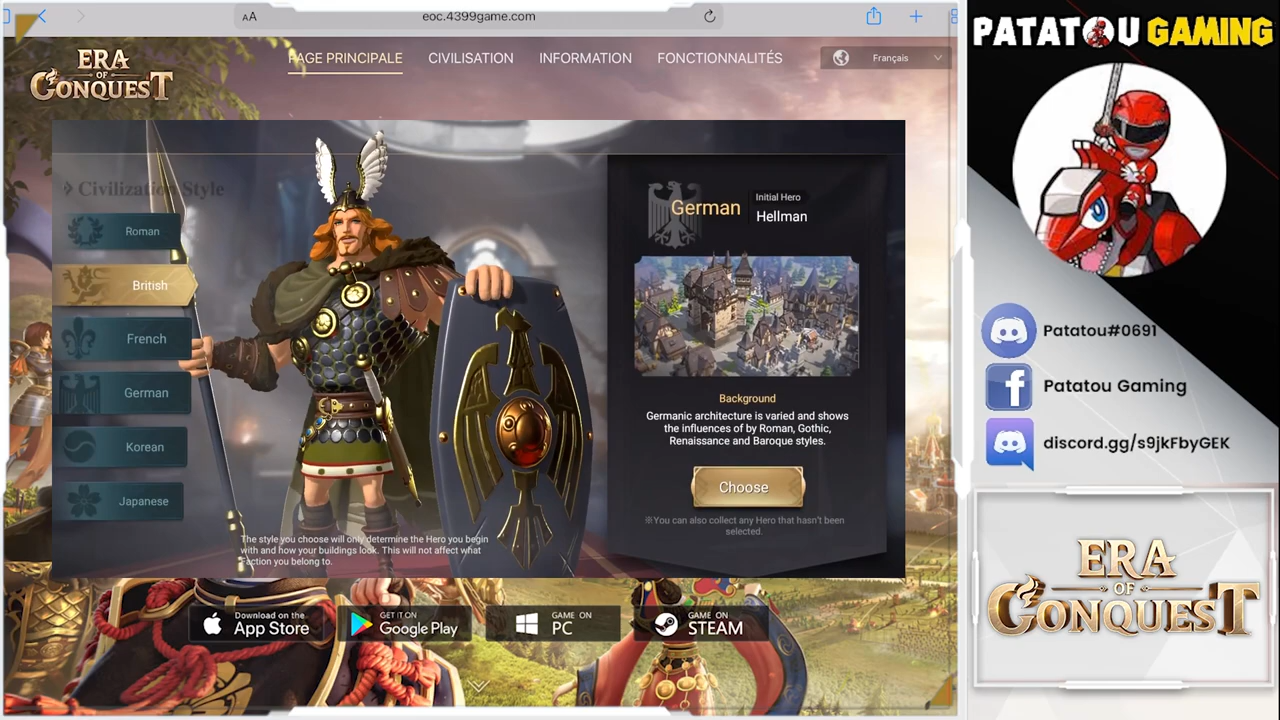 AA
eoc.4399game.com
ERA
OF
CONQUEST
PAGE PRINCIPALE
CIVILISATION
INFORMATION
FONCTIONNALITÉS
Français
Civilization Style
Roman
British
French
German
Korean
Japanese
German
Initial Hero
Hellman
Background
Germanic architecture is varied and shows
the influences of by Roman, Gothic,
Renaissance and Baroque styles.
Choose
※You can also collect any Hero that hasn't been
selected.
The style you choose will only determine the Hero you begin
with and how your buildings look. This will not affect what
faction you belong to.
Download on the
App Store
GET IT ON
Google Play
GAME ON
PC
GAME ON
STEAM
PATATOU GAMING
Patatou#0691
Patatou Gaming
discord.gg/s9jkFbyGEK
ERA
OF
CONQUEST